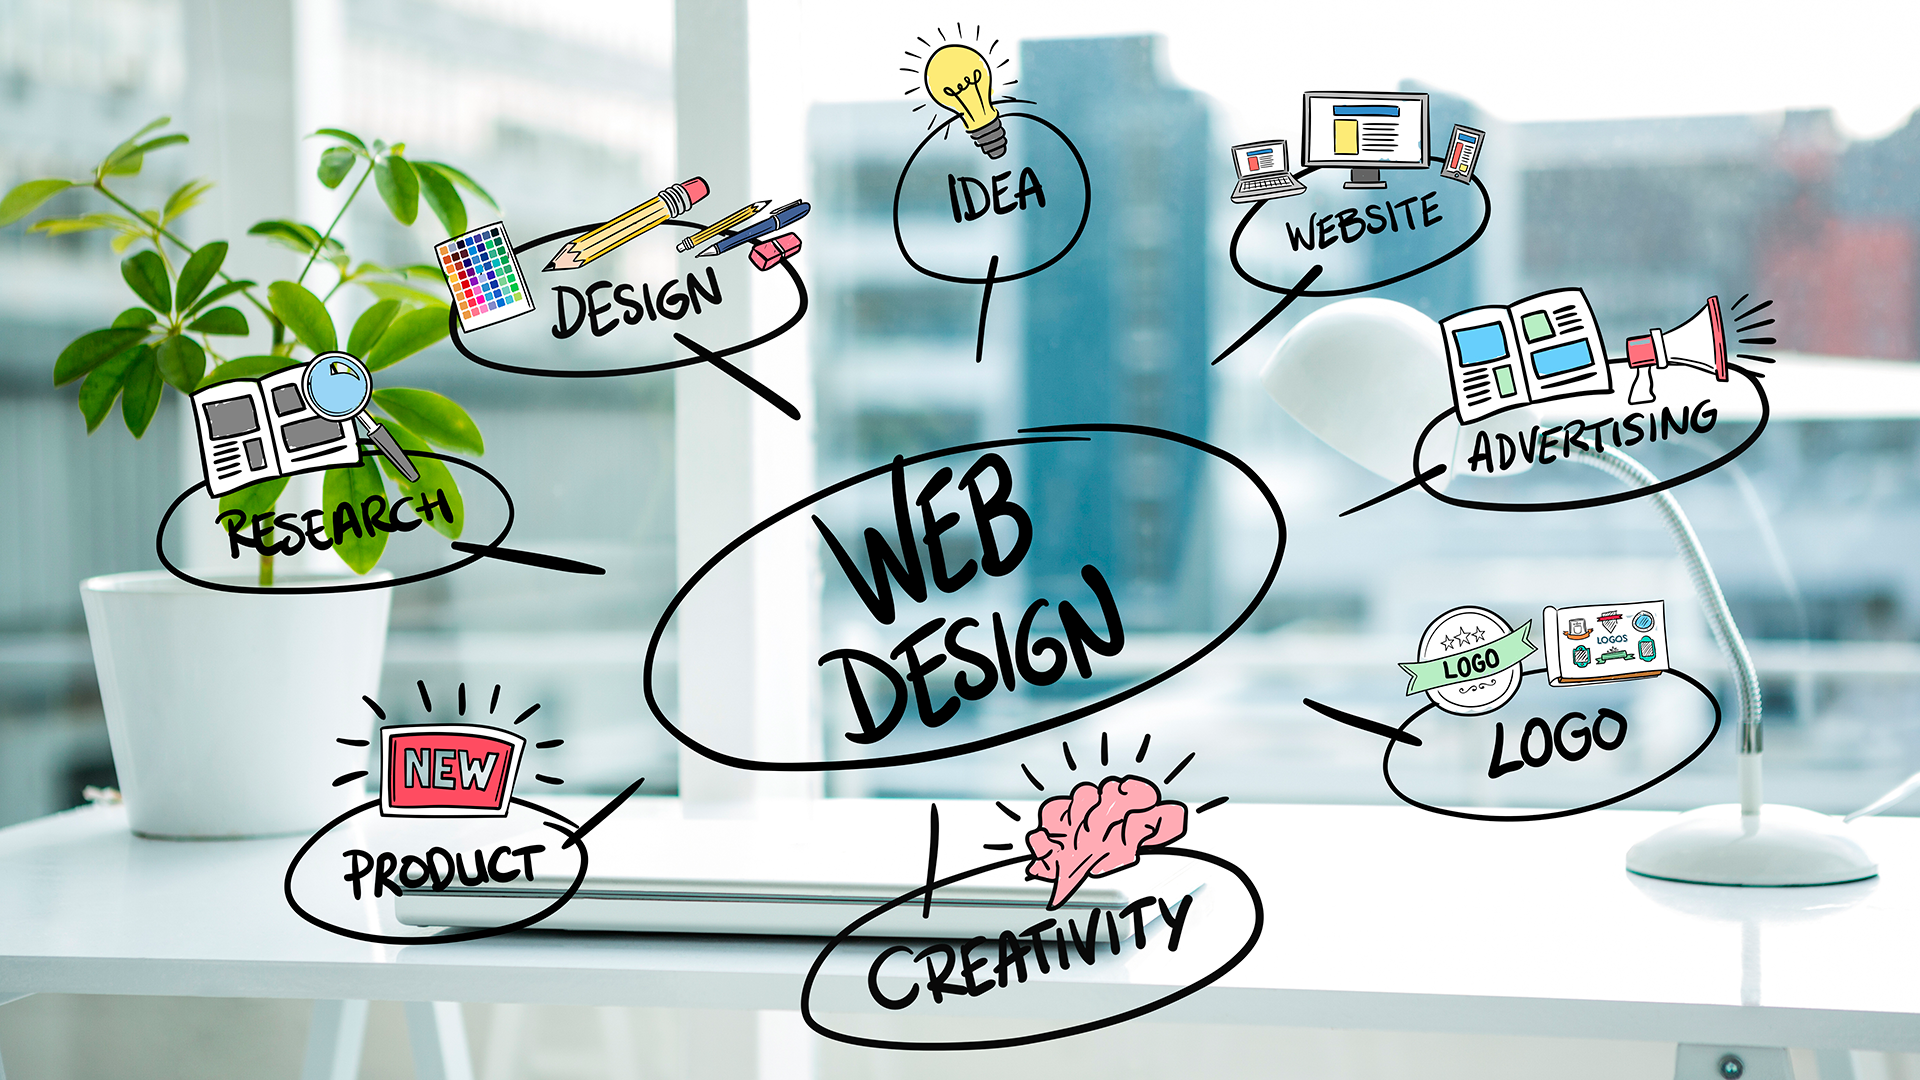 IDEA
WEBSITE
DESIGN
ADVERTISING
RESEARCH
WEB
DESIGN
LOGO
LOGOS
LOGO
NEW
PRODUCT
CREATIVITY